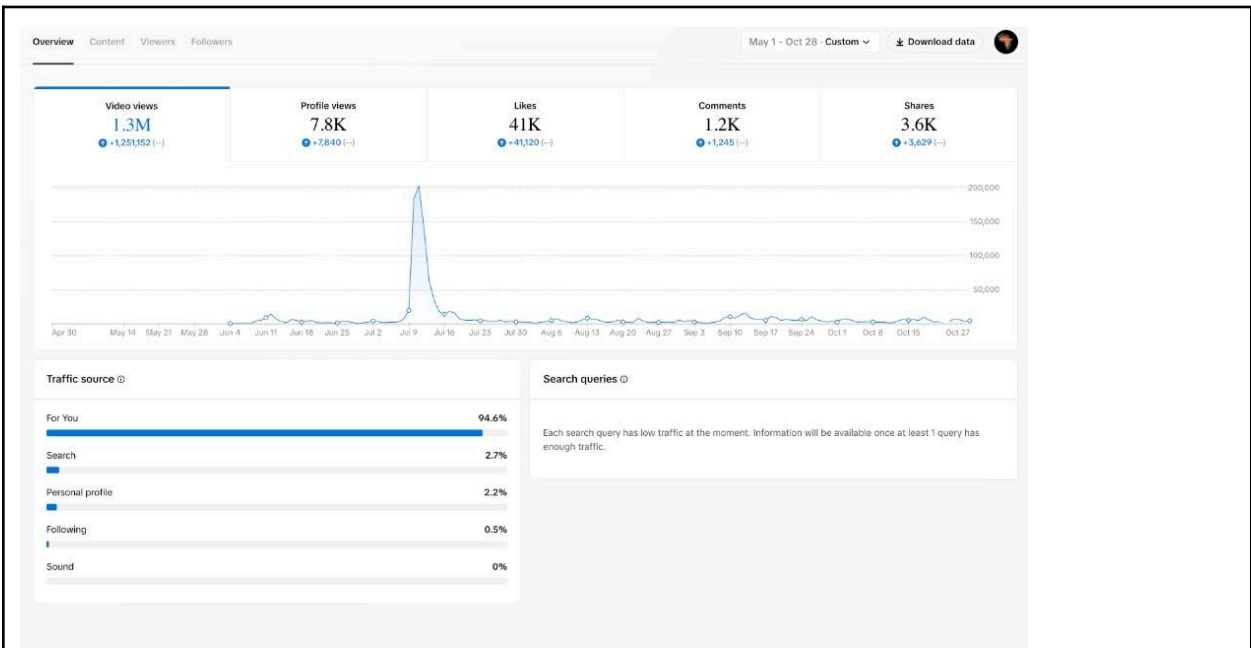 Overview Content Viewers Followers May 1 - Oct 28 - Custom Download data
Video views Profile views Likes Comments Shares
1.3M 7.8K 41K 1.2K 3.6K
+1,251,152 (--) +7,840 (--) +41,120 (--) +1,245 (--) +3,629 (--)
200,000
150,000
100,000
50,000
Apr 30 May 14 May 21 May 28 Jun 4 Jun 11 Jun 18 Jun 25 Jul 2 Jul 9 Jul 16 Jul 23 Jul 30 Aug 6 Aug 13 Aug 20 Aug 27 Sep 3 Sep 10 Sep 17 Sep 24 Oct 1 Oct 8 Oct 15 Oct 27
Traffic source
For You 94.6%
Search 2.7%
Personal profile 2.2%
Following 0.5%
Sound 0%
Search queries
Each search query has low traffic at the moment. Information will be available once at least 1 query has
enough traffic.